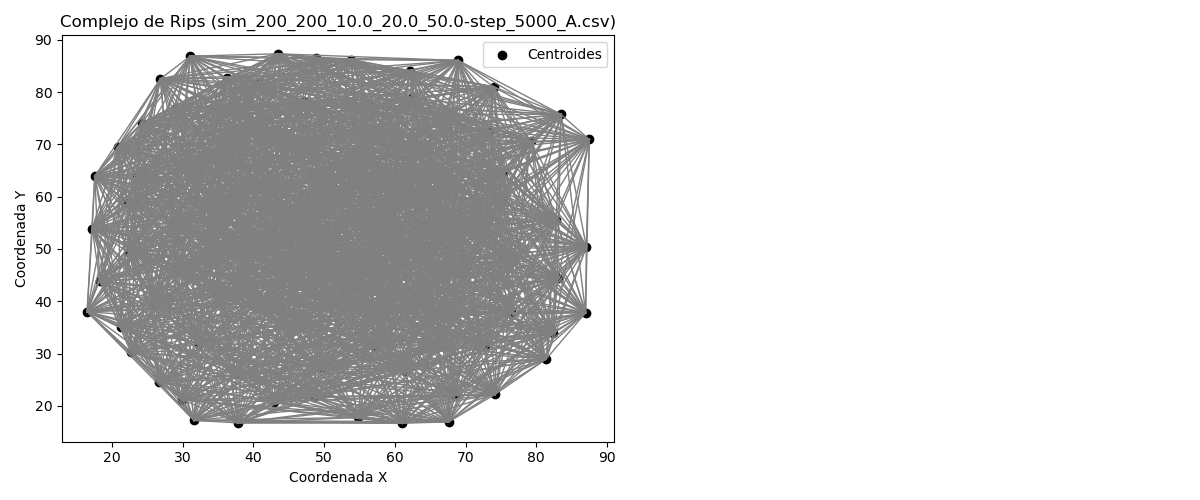 Complejo de Rips (sim_200_200_10.0_20.0_50.0-step_5000_A.csv)
Centroides
90
80
70
60
50
40
30
20
Coordenada Y
20 30 40 50 60 70 80 90
Coordenada X